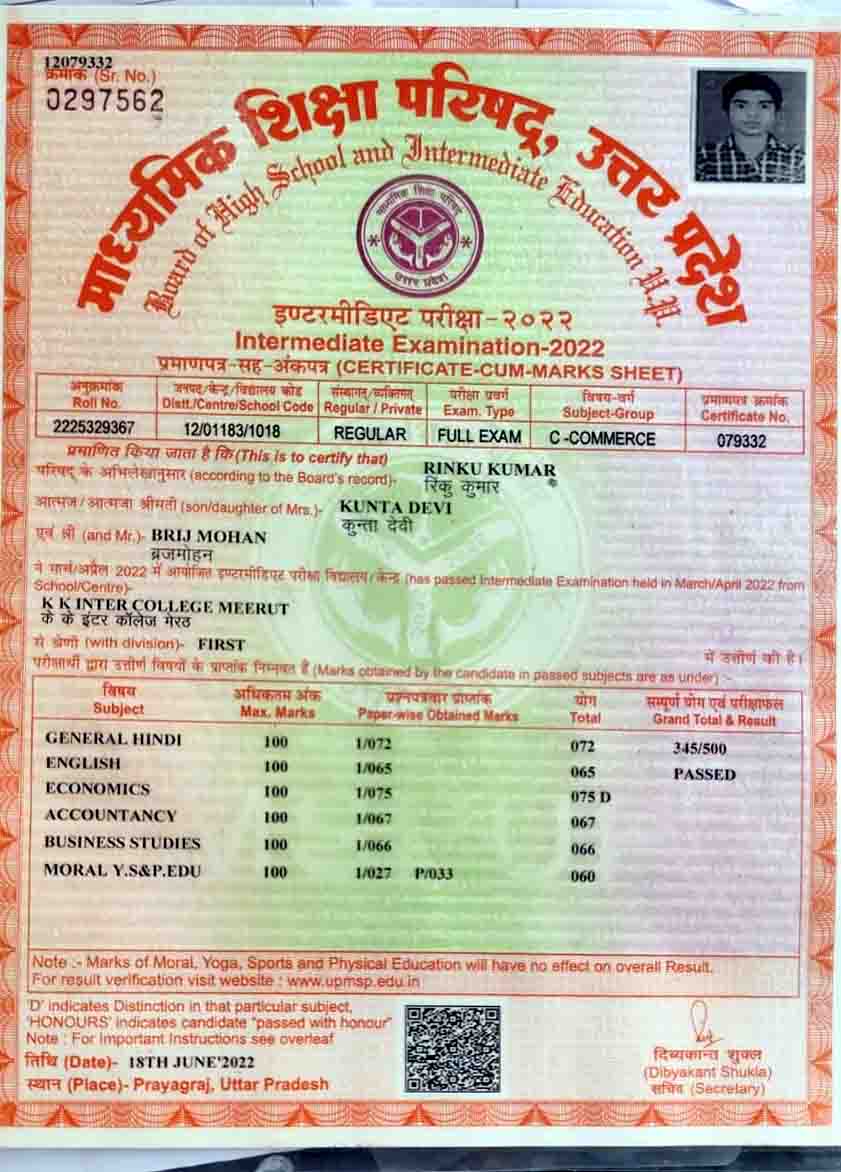 12079332
क्रमांक (Sr. No.)
0297562
माध्यमिक शिक्षा परिषद्, उत्तर प्रदेश
Board of High School and Intermediate Education U.P.
माध्यमिक शिक्षा परिषद्
उत्तर प्रदेश
इण्टरमीडिएट परीक्षा-२०२२
Intermediate Examination-2022
प्रमाणपत्र-सह-अंकपत्र (CERTIFICATE-CUM-MARKS SHEET)
अनुक्रमांक जनपद/केन्द्र/विद्यालय कोड संस्थागत/व्यक्तिगत परीक्षा प्रवर्ग विषय-वर्ग प्रमाणपत्र क्रमांक
Roll No. Distt./Centre/School Code Regular / Private Exam. Type Subject-Group Certificate No.
2225329367 12/01183/1018 REGULAR FULL EXAM C -COMMERCE 079332
प्रमाणित किया जाता है कि (This is to certify that)
परिषद् के अभिलेखानुसार (according to the Board's record)- RINKU KUMAR
रिंकु कुमार
आत्मज/आत्मजा श्रीमती (son/daughter of Mrs.)- KUNTA DEVI
कुन्ता देवी
एवं श्री (and Mr.)- BRIJ MOHAN
ब्रजमोहन
ने मार्च/अप्रैल 2022 में आयोजित इण्टरमीडिएट परीक्षा विद्यालय/केन्द्र (has passed Intermediate Examination held in March/April 2022 from
School/Centre)-
K K INTER COLLEGE MEERUT
के के इंटर कॉलेज मेरठ
से श्रेणी (with division)- FIRST में उत्तीर्ण की है।
परीक्षार्थी द्वारा उत्तीर्ण विषयों के प्राप्तांक निम्नवत हैं (Marks obtained by the candidate in passed subjects are as under) :-
विषय अधिकतम अंक प्रश्नपत्रवार प्राप्तांक योग सम्पूर्ण योग एवं परीक्षाफल
Subject Max. Marks Paper-wise Obtained Marks Total Grand Total & Result
GENERAL HINDI 100 1/072 072 345/500
ENGLISH 100 1/065 065 PASSED
ECONOMICS 100 1/075 075 D
ACCOUNTANCY 100 1/067 067
BUSINESS STUDIES 100 1/066 066
MORAL Y.S&P.EDU 100 1/027 P/033 060
Note :- Marks of Moral, Yoga, Sports and Physical Education will have no effect on overall Result.
For result verification visit website : www.upmsp.edu.in
'D' indicates Distinction in that particular subject,
'HONOURS' indicates candidate "passed with honour"
Note : For Important Instructions see overleaf
तिथि (Date)- 18TH JUNE'2022
स्थान (Place)- Prayagraj, Uttar Pradesh
दिब्यकान्त शुक्ल
(Dibyakant Shukla)
सचिव (Secretary)